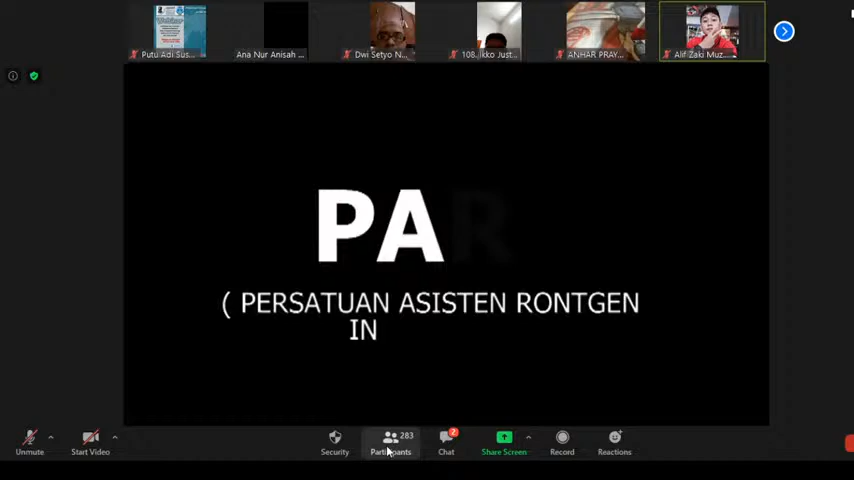 Putu Adi Sus...
Ana Nur Anisah ...
Dwi Setyo N...
108. Ikko Just...
ANHAR PRAY...
Alif Zaki Muz...
PAR
( PERSATUAN ASISTEN RONTGEN
IN
Unmute
Start Video
Security
283
Participants
2
Chat
Share Screen
Record
Reactions